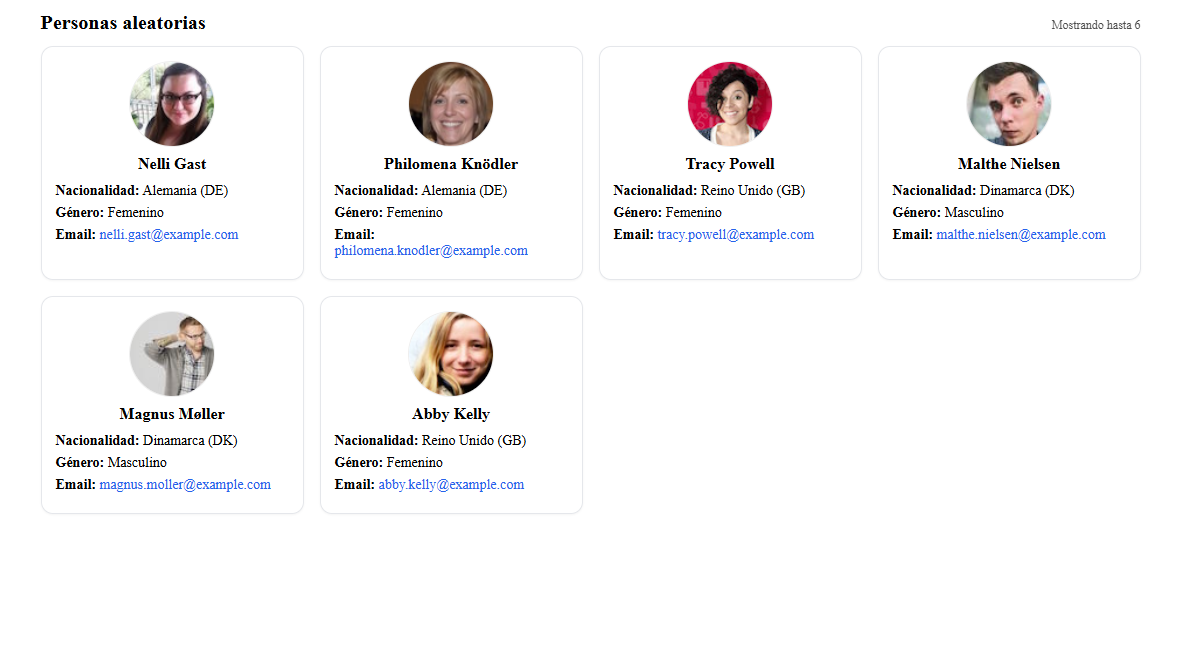 Personas aleatorias
Mostrando hasta 6
Nelli Gast
Nacionalidad: Alemania (DE)
Género: Femenino
Email: nelli.gast@example.com
Philomena Knödler
Nacionalidad: Alemania (DE)
Género: Femenino
Email:
philomena.knodler@example.com
Tracy Powell
Nacionalidad: Reino Unido (GB)
Género: Femenino
Email: tracy.powell@example.com
Malthe Nielsen
Nacionalidad: Dinamarca (DK)
Género: Masculino
Email: malthe.nielsen@example.com
Magnus Møller
Nacionalidad: Dinamarca (DK)
Género: Masculino
Email: magnus.moller@example.com
Abby Kelly
Nacionalidad: Reino Unido (GB)
Género: Femenino
Email: abby.kelly@example.com